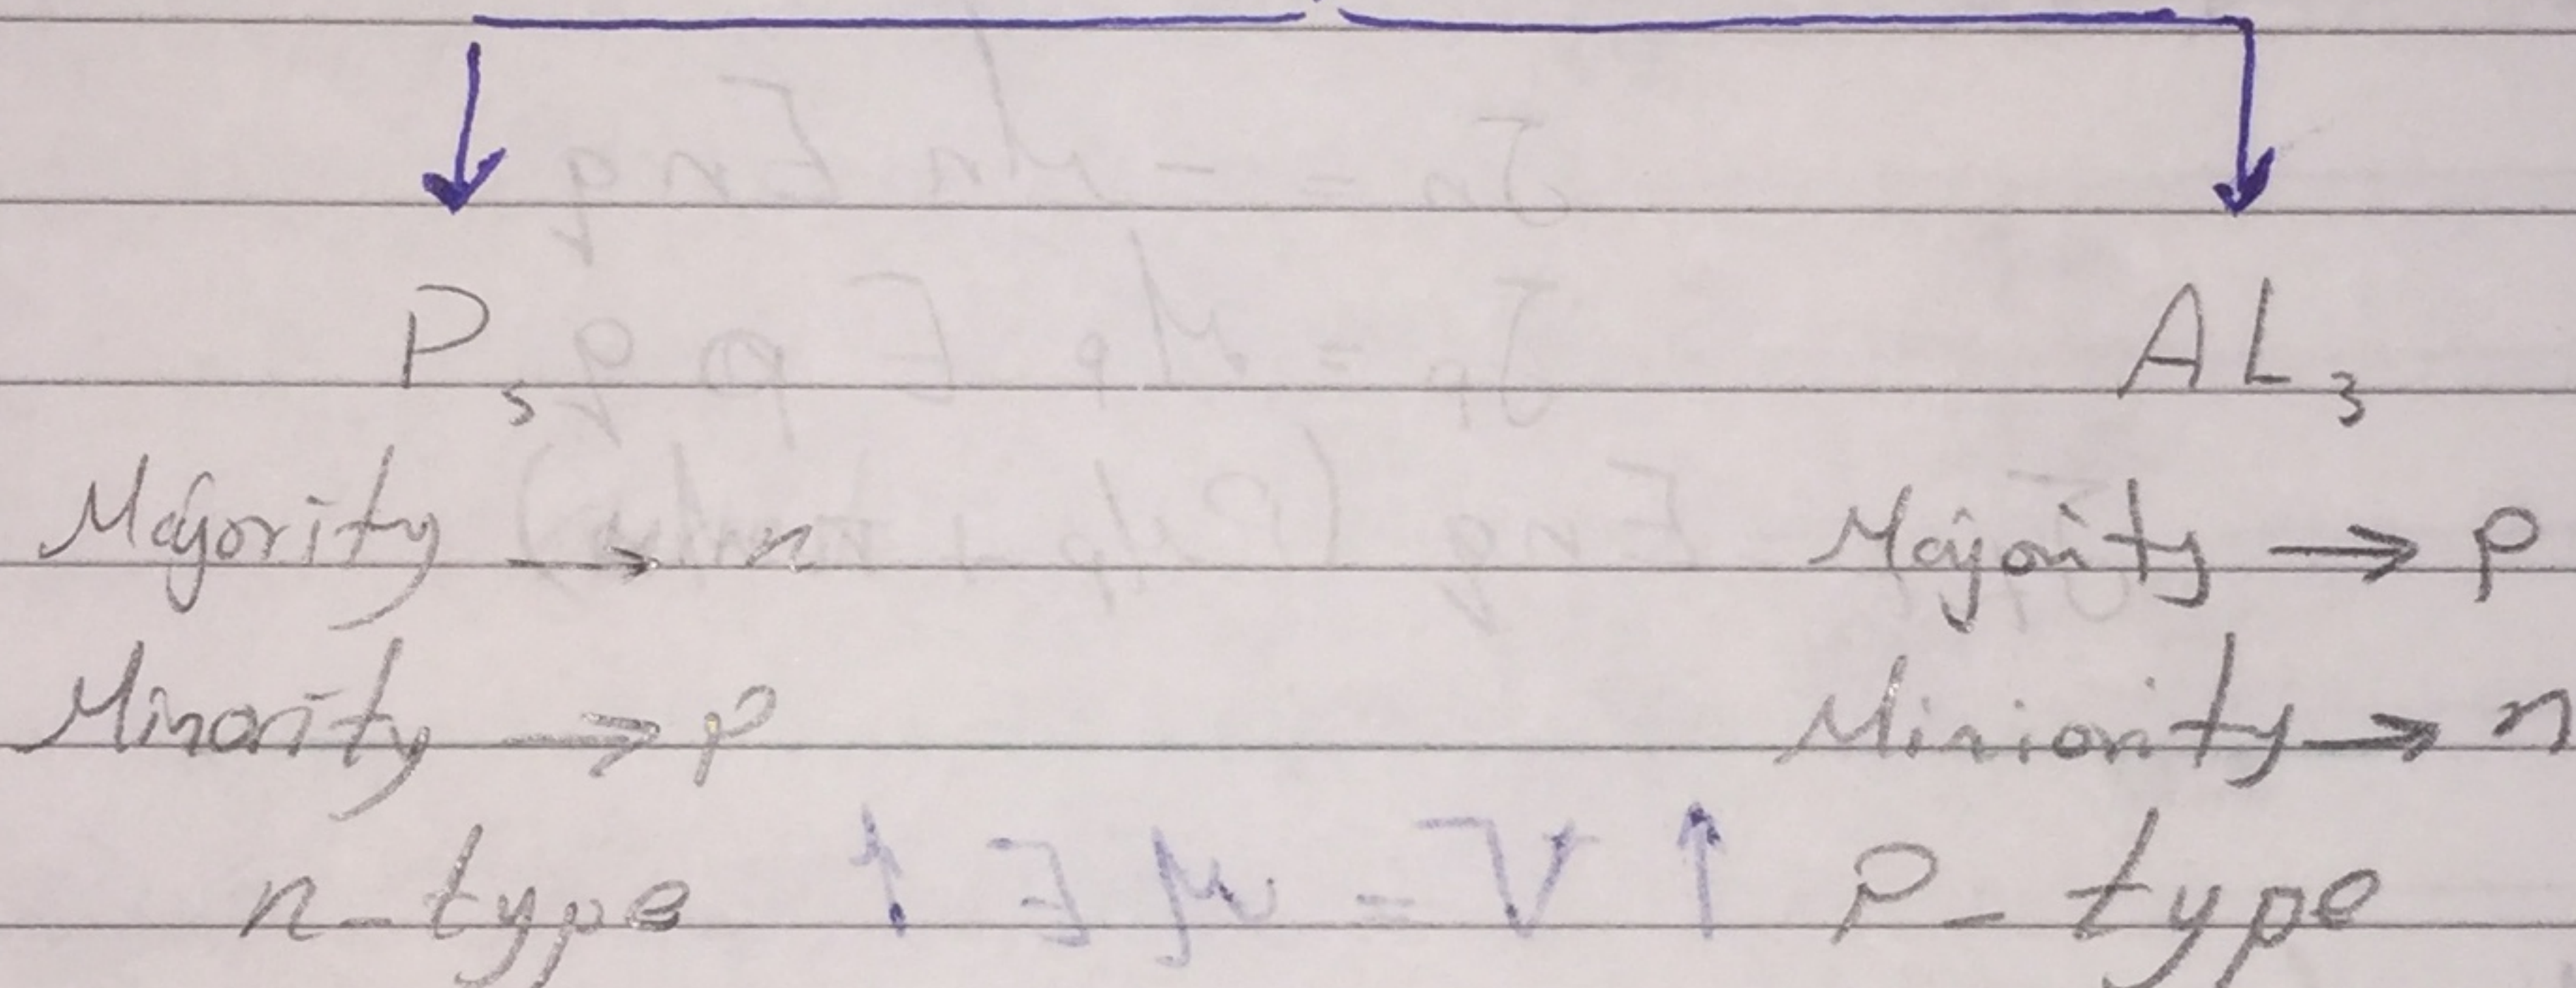 P5 AL3
Majority → n Majority → p
Minority → p Miniority → n
n-type P-type